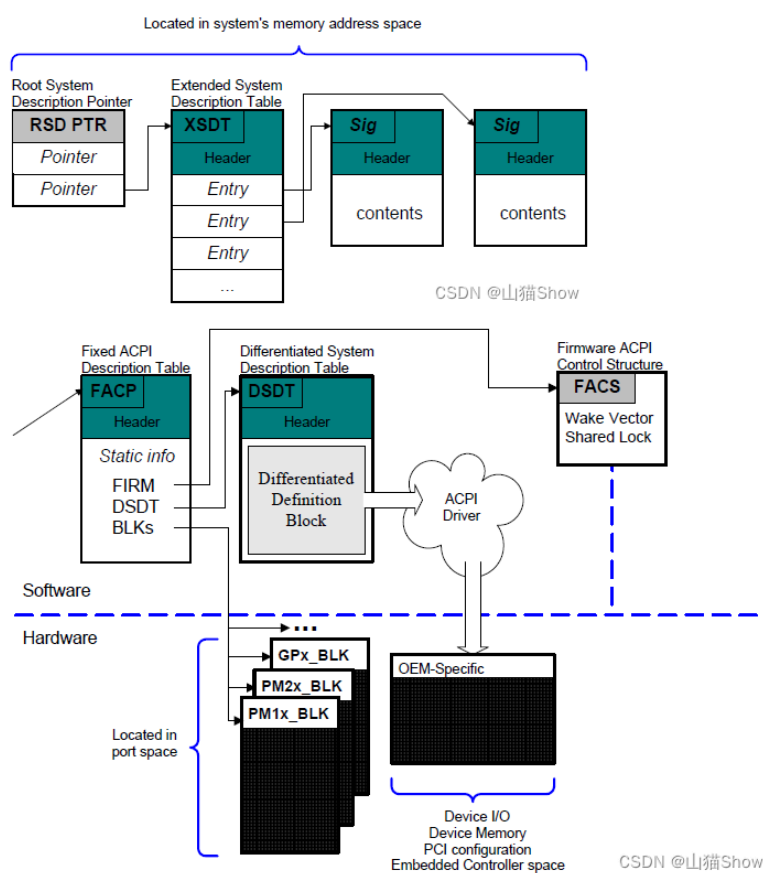 Located in system's memory address space
Root System
Description Pointer
RSD PTR
Pointer
Pointer
Extended System
Description Table
XSDT
Header
Entry
Entry
Entry
...
Sig
Header
contents
Sig
Header
contents
CSDN @山猫Show
Fixed ACPI
Description Table
FACP
Header
Static info
FIRM
DSDT
BLKs
Differentiated System
Description Table
DSDT
Header
Differentiated
Definition
Block
ACPI
Driver
Firmware ACPI
Control Structure
FACS
Wake Vector
Shared Lock
Software
Hardware
...
GPx_BLK
PM2x_BLK
PM1x_BLK
Located in
port space
OEM-Specific
Device I/O
Device Memory
PCI configuration
Embedded Controller space
CSDN @山猫Show